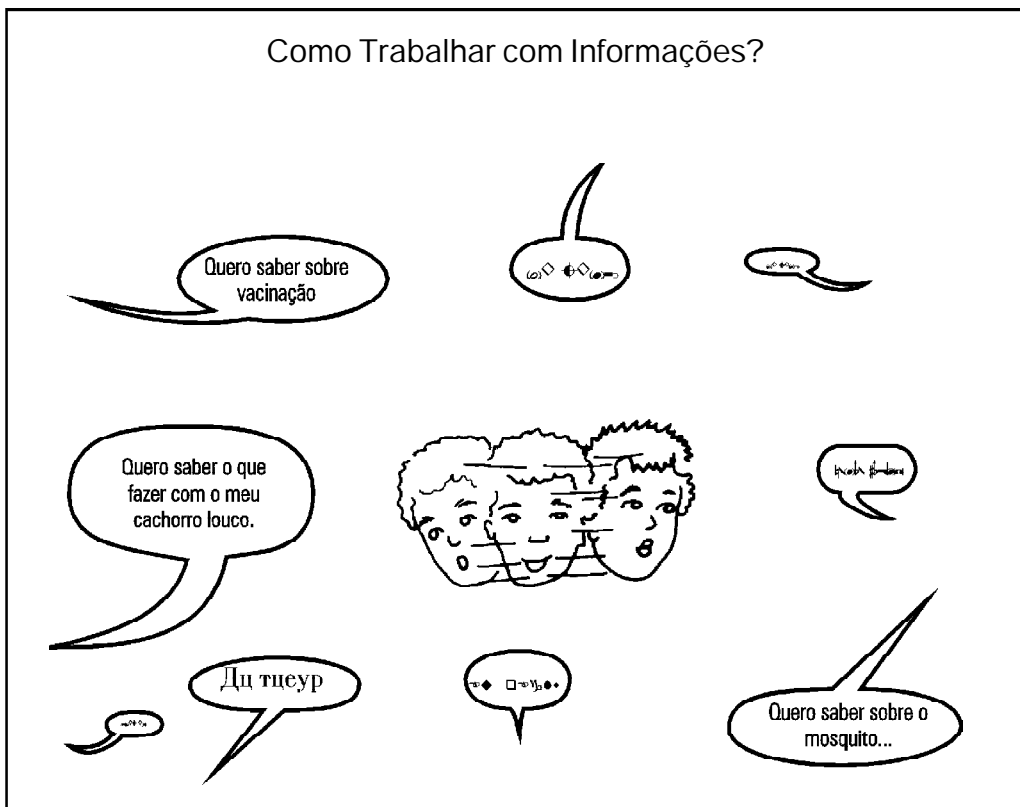 Como Trabalhar com Informações?
Quero saber sobre
vacinação
Quero saber o que
fazer com o meu
cachorro louco.
Дц тцеур
Quero saber sobre o
mosquito...